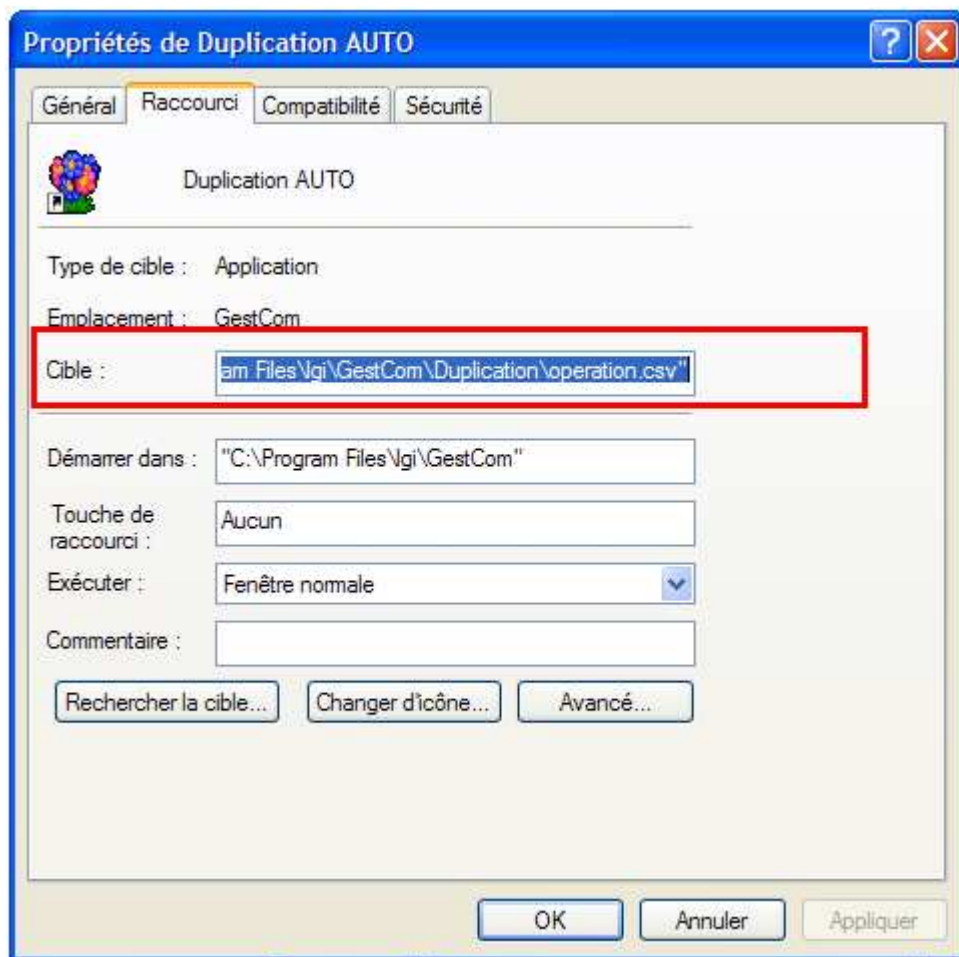 Propriétés de Duplication AUTO
Général Raccourci Compatibilité Sécurité
Duplication AUTO
Type de cible : Application
Emplacement : GestCom
Cible : am Files\lgi\GestCom\Duplication\operation.csv"
Démarrer dans : "C:\Program Files\lgi\GestCom"
Touche de raccourci : Aucun
Exécuter : Fenêtre normale
Commentaire :
Rechercher la cible... Changer d'icône... Avancé...
OK Annuler Appliquer